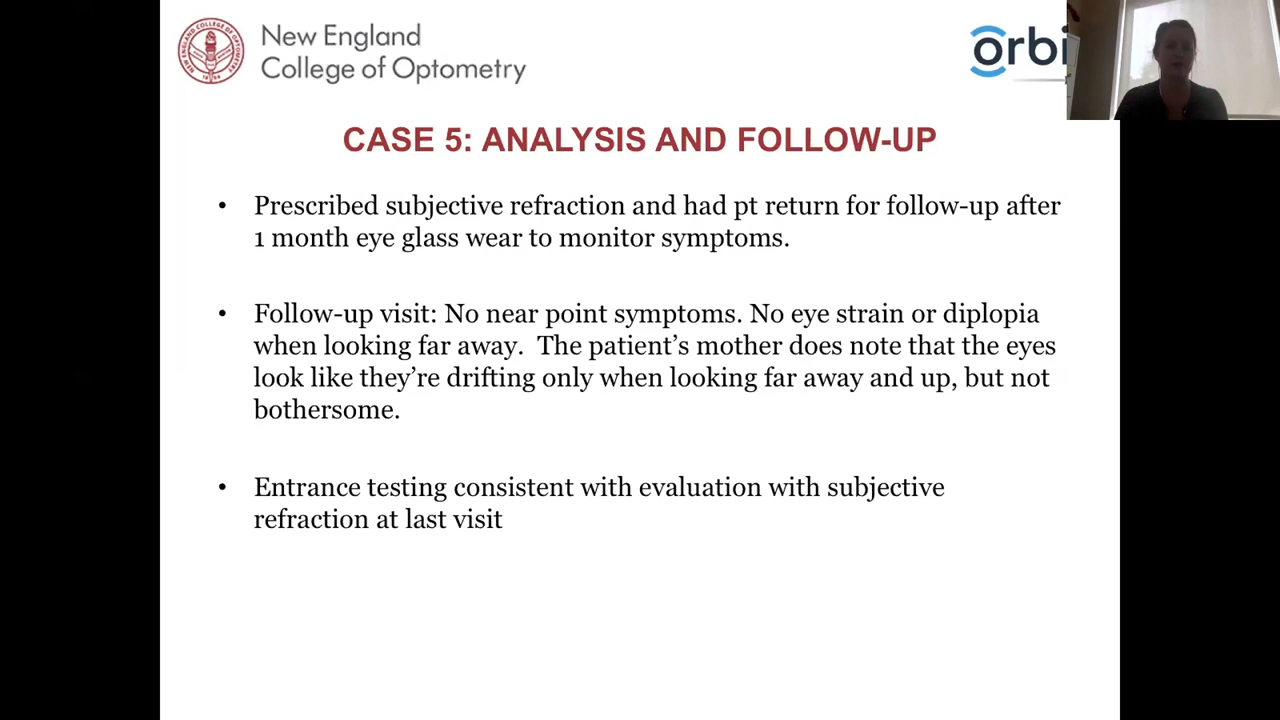 New England
College of Optometry
CASE 5: ANALYSIS AND FOLLOW-UP
• Prescribed subjective refraction and had pt return for follow-up after
1 month eye glass wear to monitor symptoms.
• Follow-up visit: No near point symptoms. No eye strain or diplopia
when looking far away.  The patient’s mother does note that the eyes
look like they’re drifting only when looking far away and up, but not
bothersome.
• Entrance testing consistent with evaluation with subjective
refraction at last visit